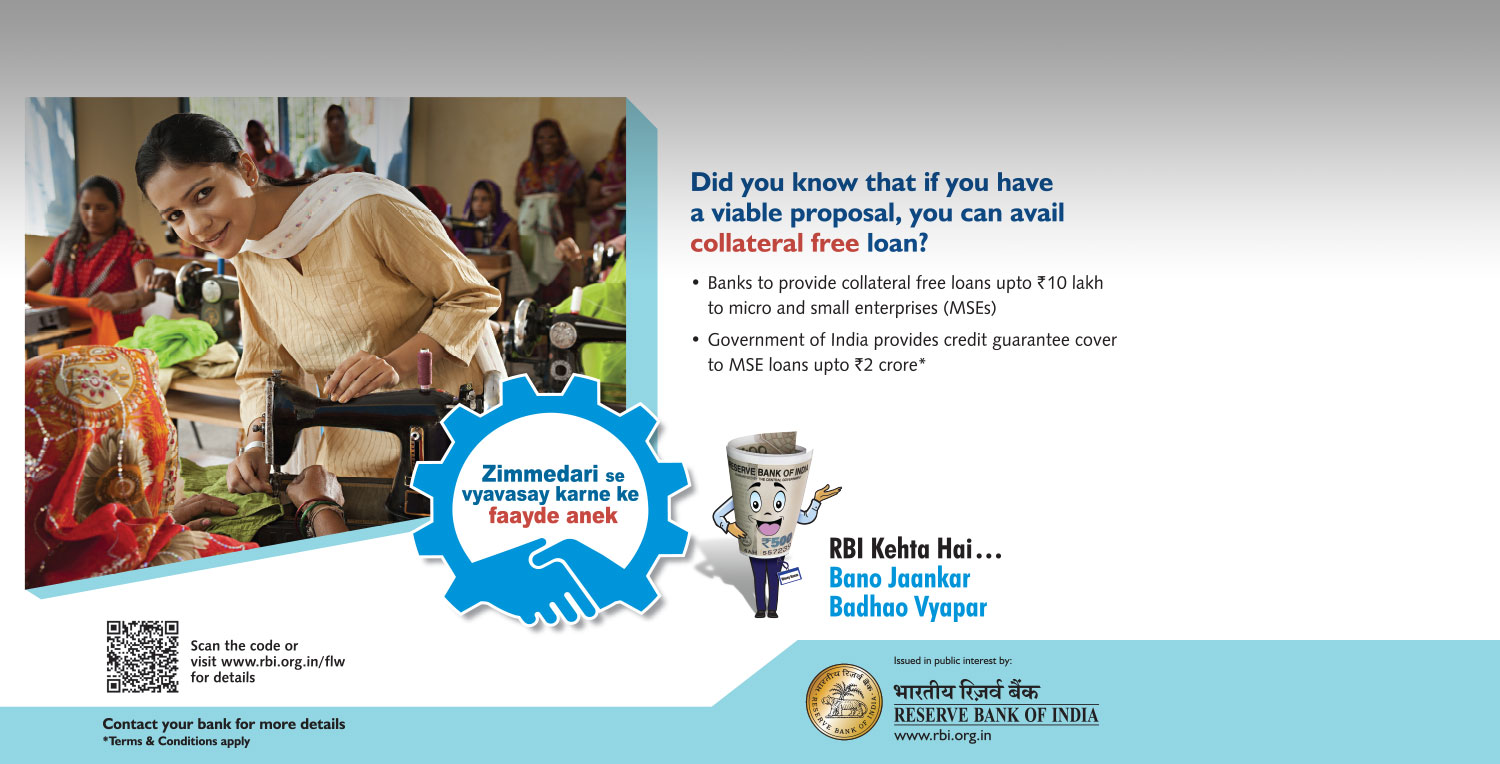 Did you know that if you have
a viable proposal, you can avail
collateral free loan?
• Banks to provide collateral free loans upto ₹10 lakh
to micro and small enterprises (MSEs)
• Government of India provides credit guarantee cover
to MSE loans upto ₹2 crore*
Zimmedari se
vyavasay karne ke
faayde anek
RESERVE BANK OF INDIA
₹500
RBI Kehta Hai...
Bano Jaankar
Badhao Vyapar
Scan the code or
visit www.rbi.org.in/flw
for details
Contact your bank for more details
*Terms & Conditions apply
Issued in public interest by:
भारतीय रिज़र्व बैंक
RESERVE BANK OF INDIA
भारतीय रिज़र्व बैंक
RESERVE BANK OF INDIA
www.rbi.org.in